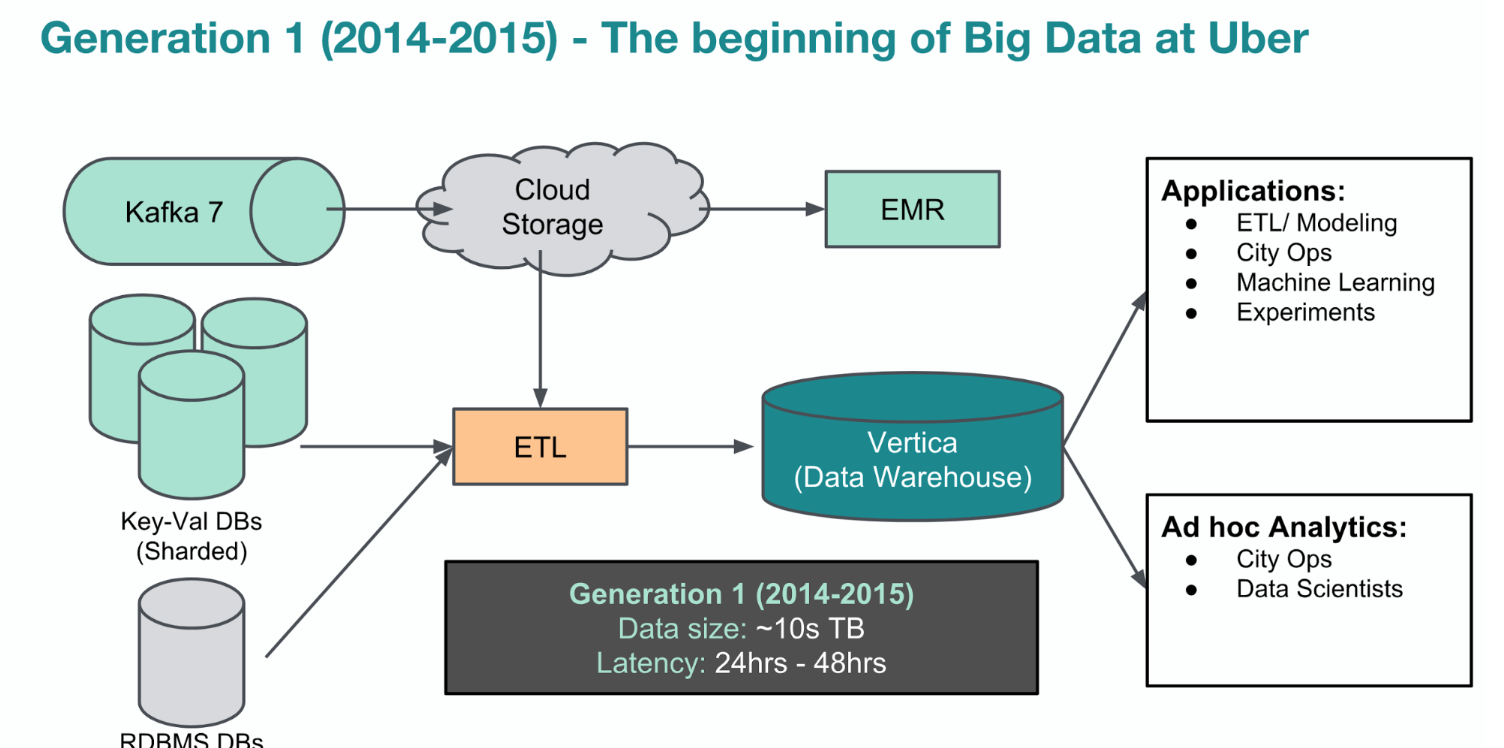 Generation 1 (2014-2015) - The beginning of Big Data at Uber
Kafka 7
Cloud
Storage
EMR
Applications:
● ETL/ Modeling
● City Ops
● Machine Learning
● Experiments
Key-Val DBs
(Sharded)
ETL
Vertica
(Data Warehouse)
Ad hoc Analytics:
● City Ops
● Data Scientists
Generation 1 (2014-2015)
Data size: ~10s TB
Latency: 24hrs - 48hrs
RDBMS DBs